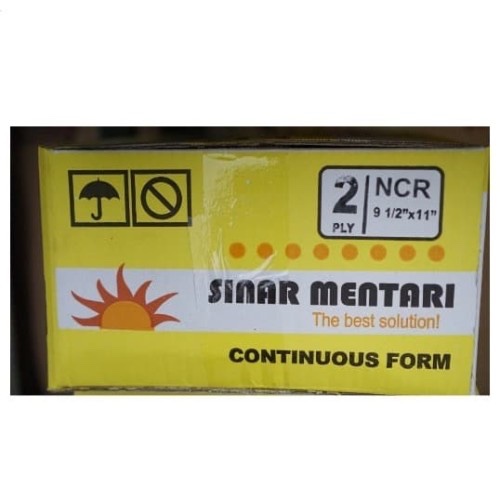 2 PLY
NCR
9 1/2"x11"
SINAR MENTARI
The best solution!
CONTINUOUS FORM